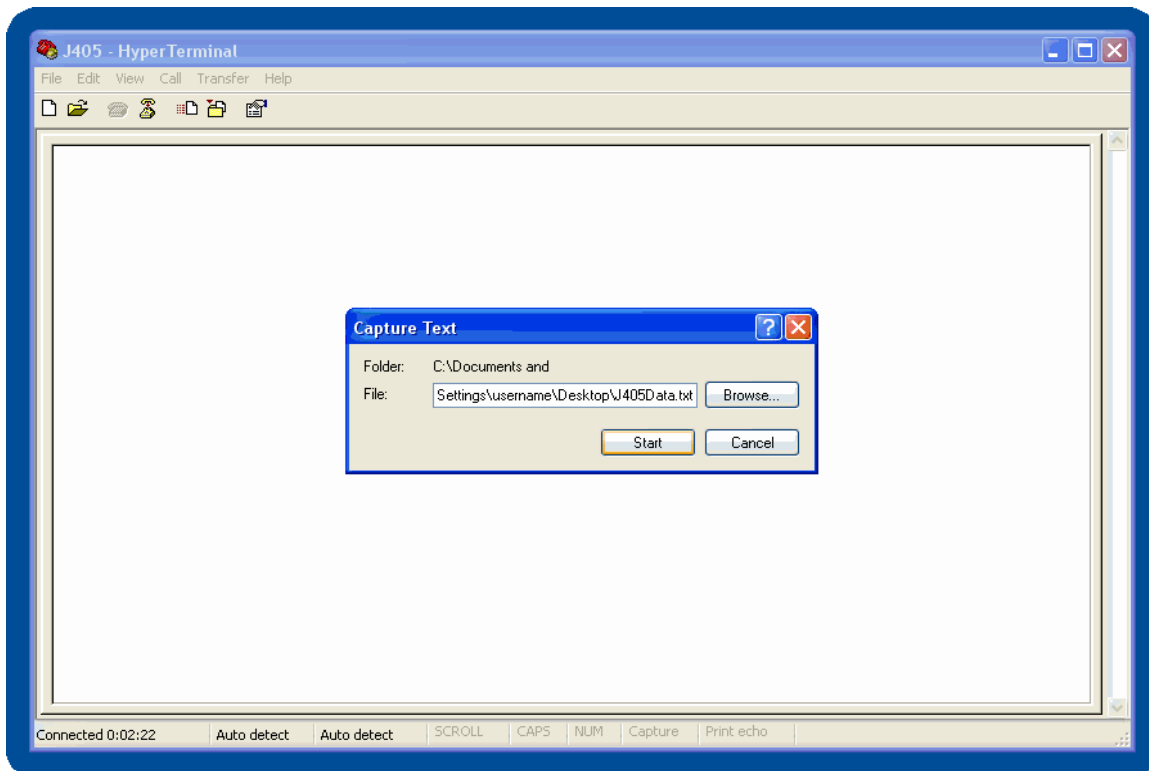 J405 - HyperTerminal
File Edit View Call Transfer Help
Capture Text
Folder: C:\Documents and
File: Settings\username\Desktop\J405Data.txt Browse...
Start Cancel
Connected 0:02:22 Auto detect Auto detect SCROLL CAPS NUM Capture Print echo